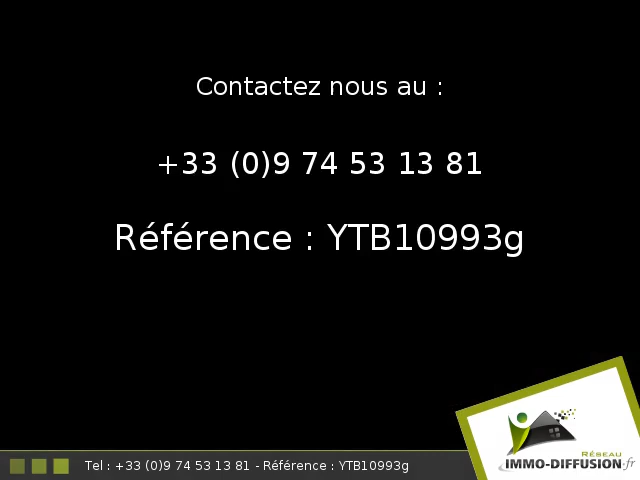 Contactez nous au :
+33 (0)9 74 53 13 81
Référence : YTB10993g
RÉSEAU
IMMO-DIFFUSION.fr
Tel : +33 (0)9 74 53 13 81 - Référence : YTB10993g